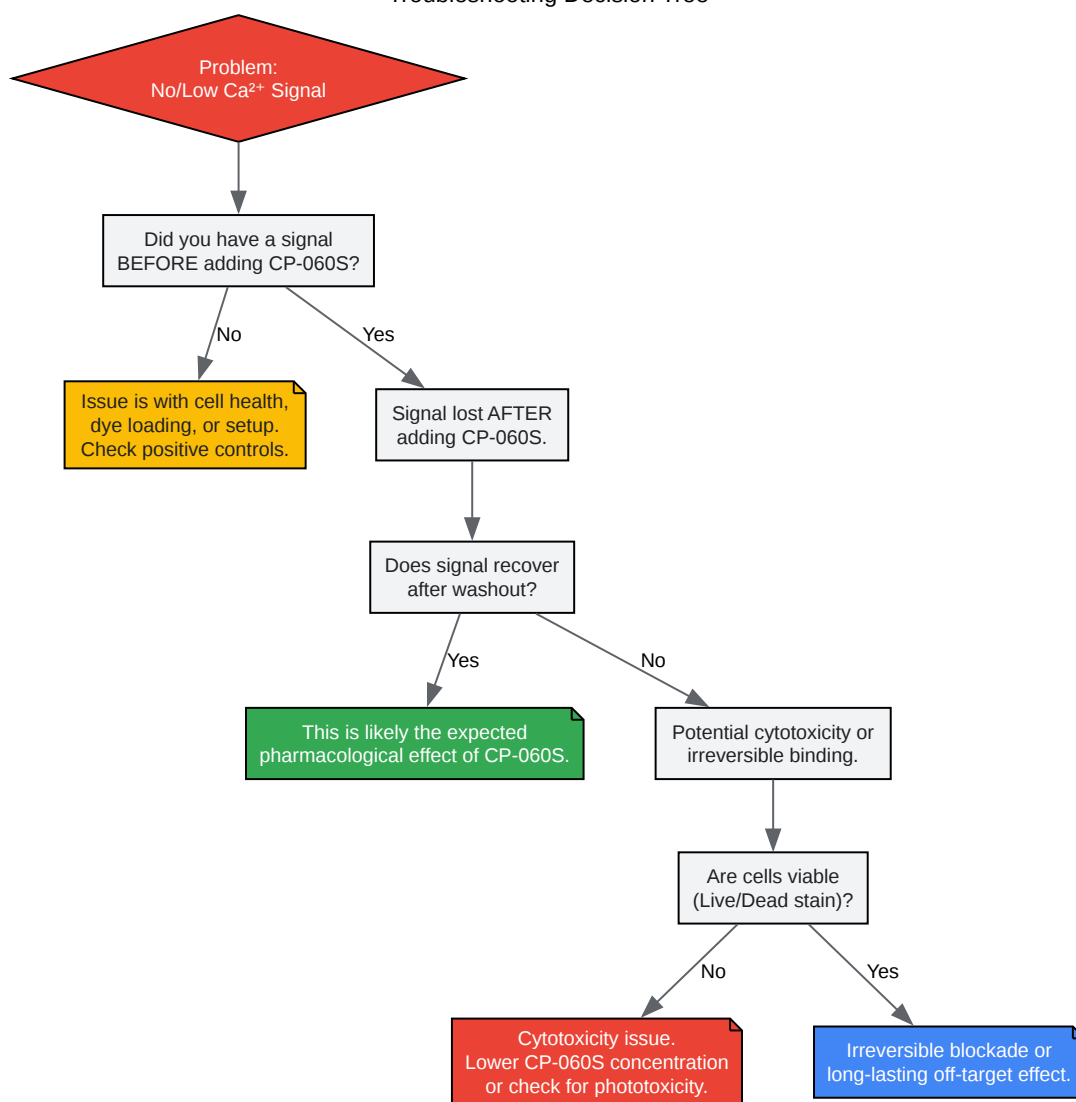 Troubleshooting Decision Tree
Problem:
No/Low Ca²⁺ Signal
Did you have a signal
BEFORE adding CP-060S?
No
Yes
Issue is with cell health,
dye loading, or setup.
Check positive controls.
Signal lost AFTER
adding CP-060S.
Does signal recover
after washout?
Yes
No
This is likely the expected
pharmacological effect of CP-060S.
Potential cytotoxicity or
irreversible binding.
Are cells viable
(Live/Dead stain)?
No
Yes
Cytotoxicity issue.
Lower CP-060S concentration
or check for phototoxicity.
Irreversible blockade or
long-lasting off-target effect.